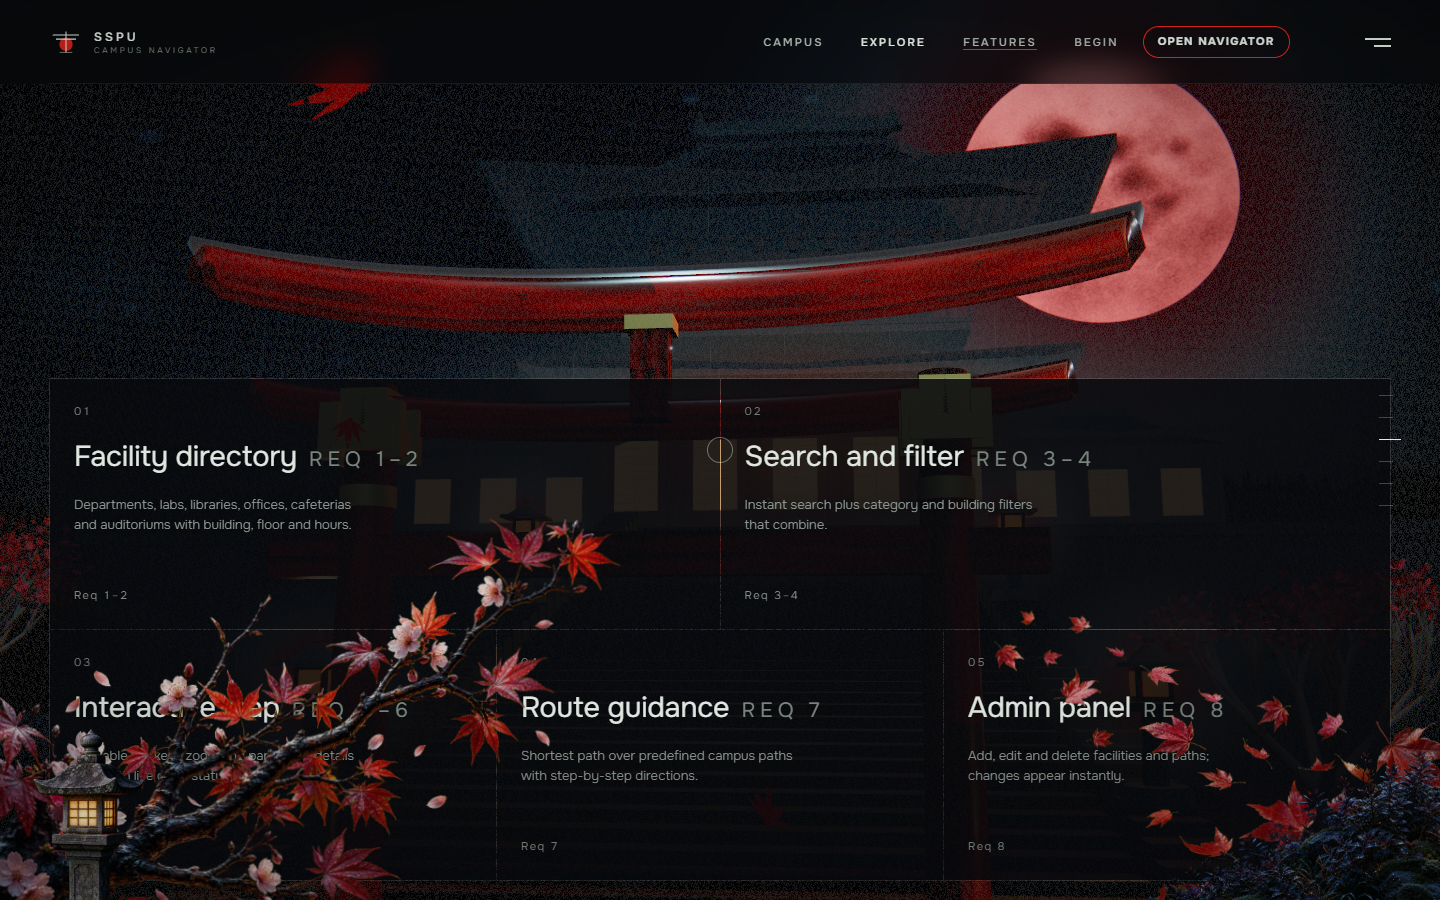 SSPU
CAMPUS NAVIGATOR
CAMPUS
EXPLORE
FEATURES
BEGIN
OPEN NAVIGATOR
01
Facility directory REQ 1–2
Departments, labs, libraries, offices, cafeterias
and auditoriums with building, floor and hours.
Req 1–2
02
Search and filter REQ 3–4
Instant search plus category and building filters
that combine.
Req 3–4
03
REQ –6
details
Route guidance REQ 7
Shortest path over predefined campus paths
with step-by-step directions.
Req 7
05
Admin panel REQ 8
Add, edit and delete facilities and paths;
changes appear instantly.
Req 8